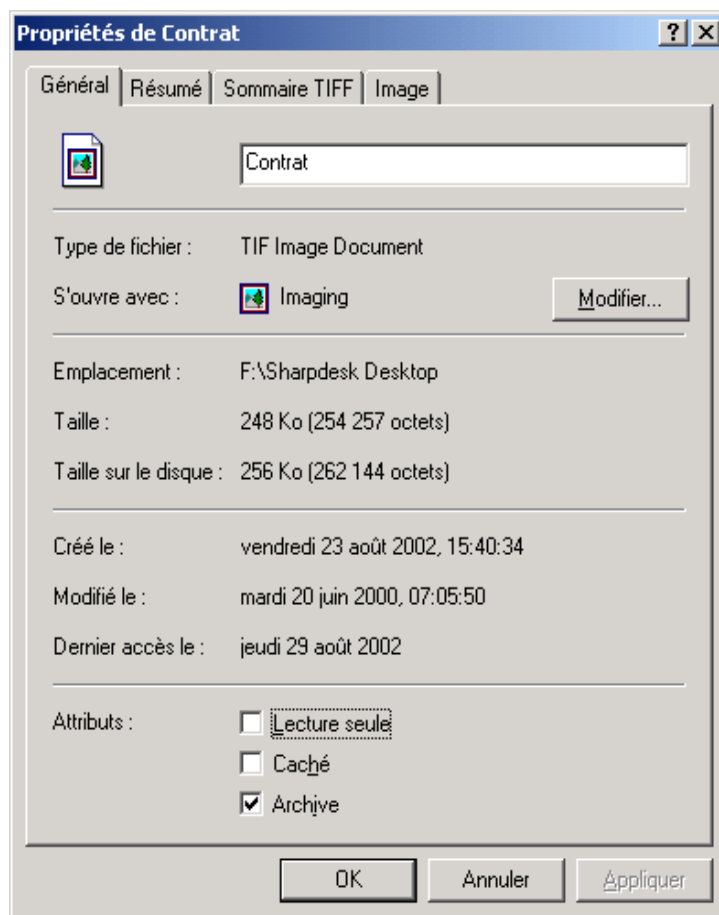 Propriétés de Contrat
Général Résumé Sommaire TIFF Image
Contrat
Type de fichier : TIF Image Document
S'ouvre avec : Imaging Modifier...
Emplacement : F:\Sharpdesk Desktop
Taille : 248 Ko (254 257 octets)
Taille sur le disque : 256 Ko (262 144 octets)
Créé le : vendredi 23 août 2002, 15:40:34
Modifié le : mardi 20 juin 2000, 07:05:50
Dernier accès le : jeudi 29 août 2002
Attributs : Lecture seule
Caché
Archive
OK Annuler Appliquer